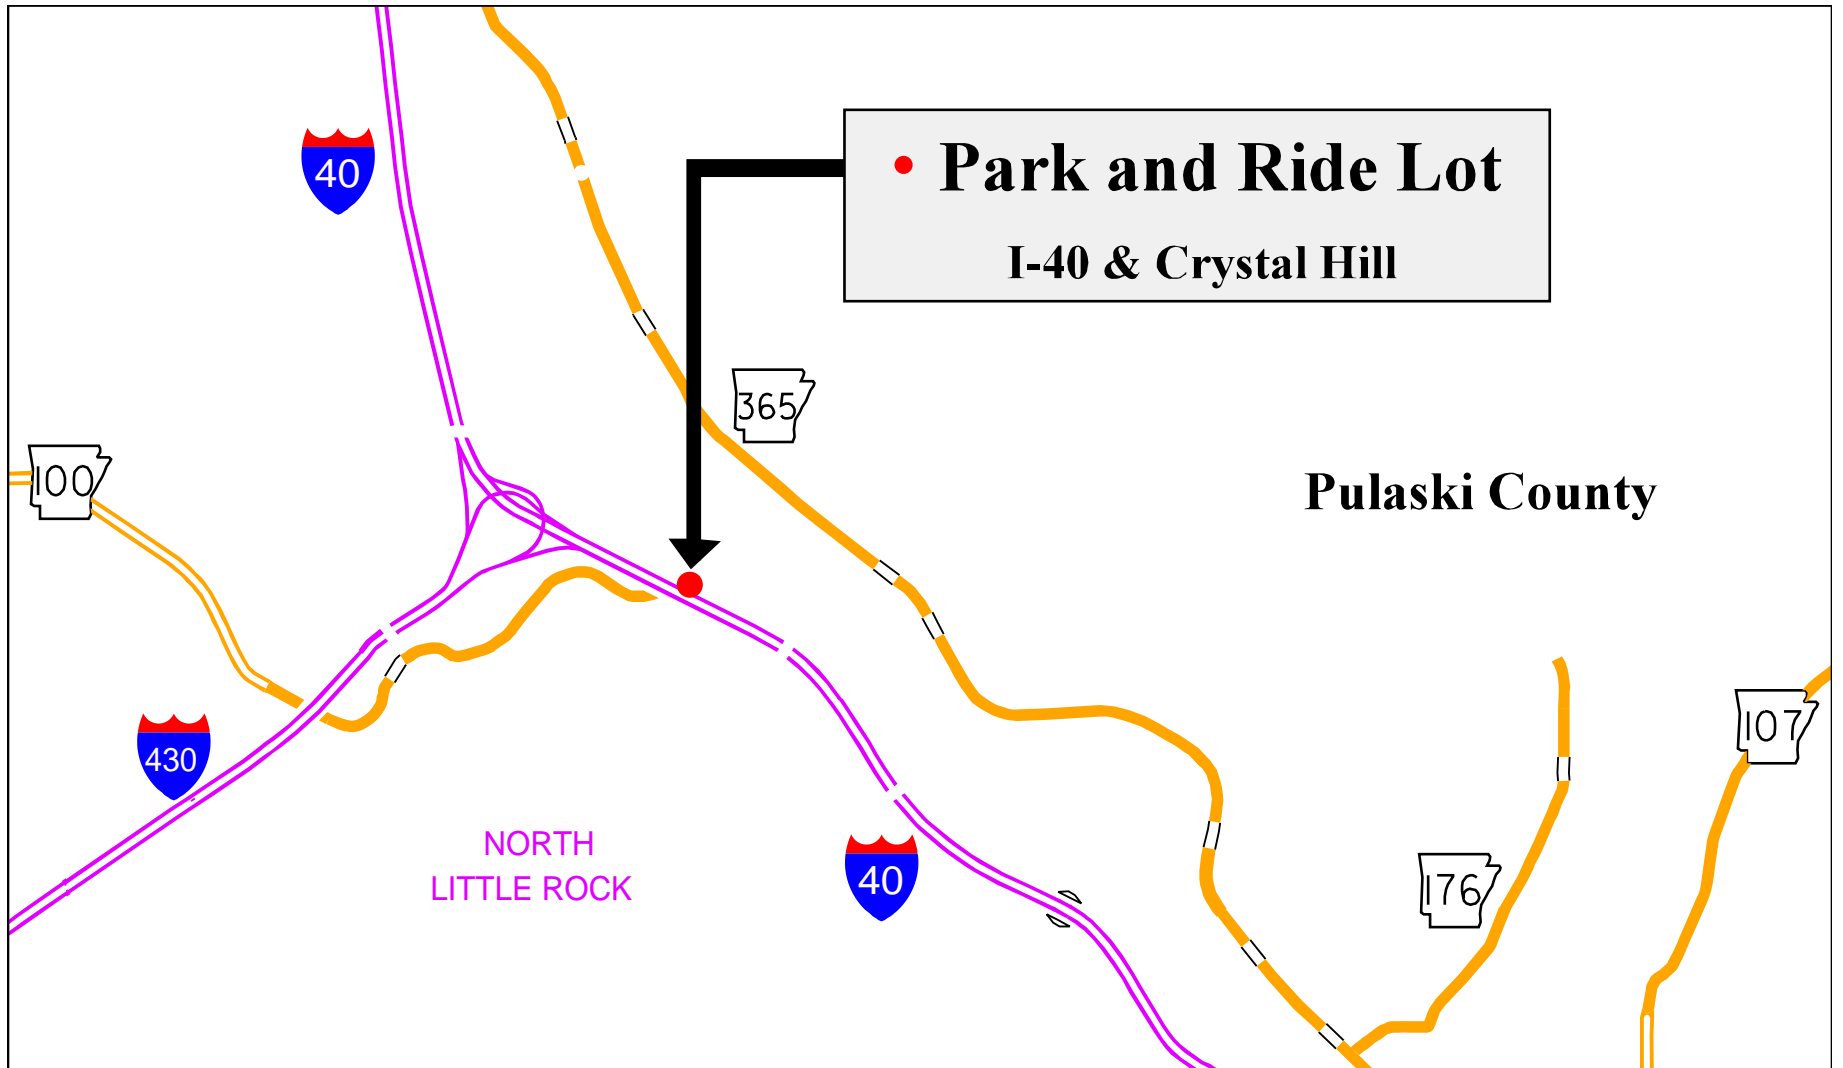 40
Park and Ride Lot
I-40 & Crystal Hill
365
100
Pulaski County
107
430
NORTH
LITTLE ROCK
40
176